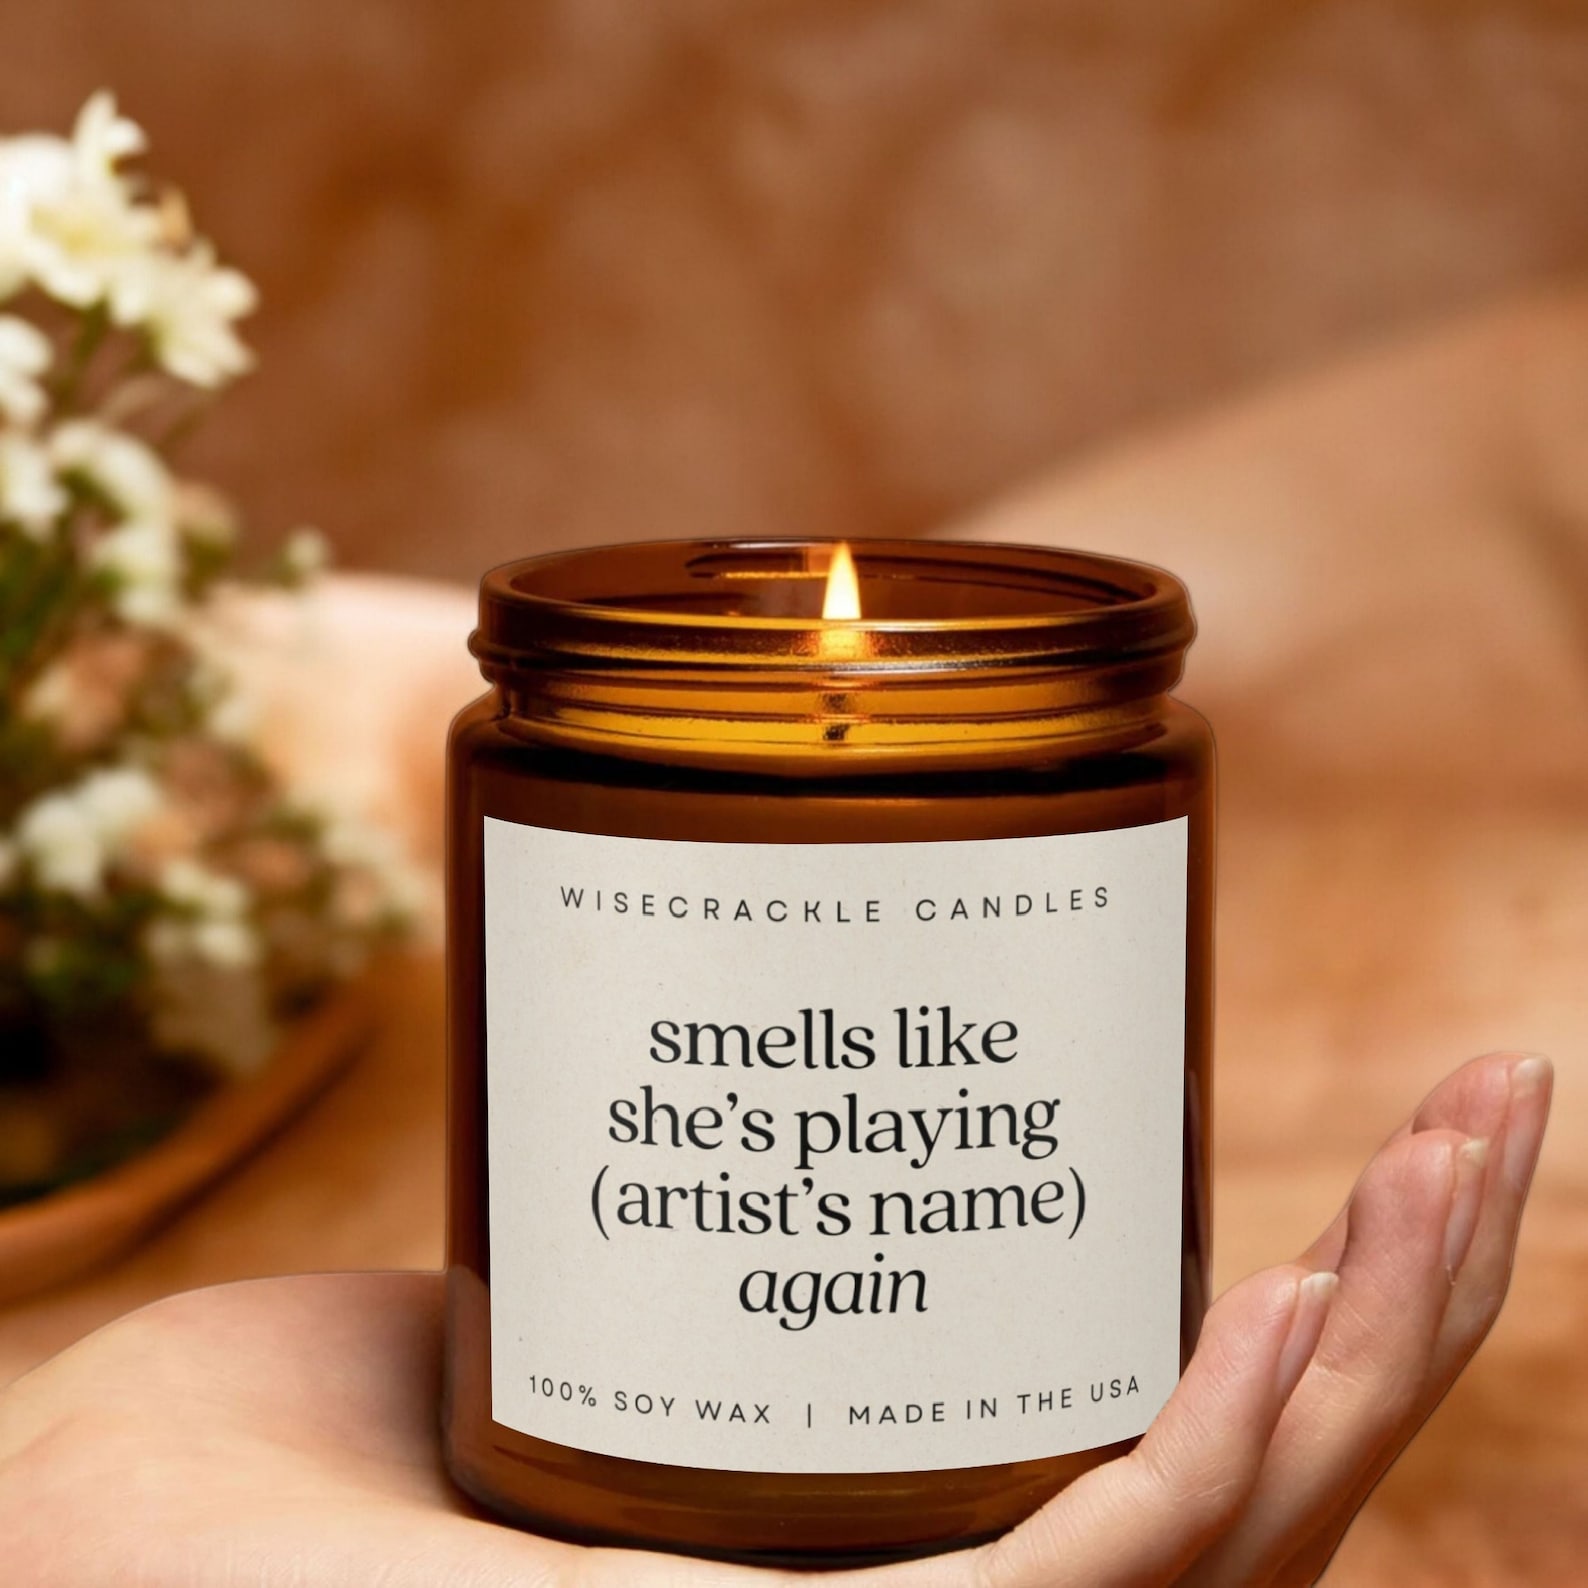 WISECRACKLE CANDLES
smells like
she’s playing
(artist’s name)
again
100% SOY WAX | MADE IN THE USA